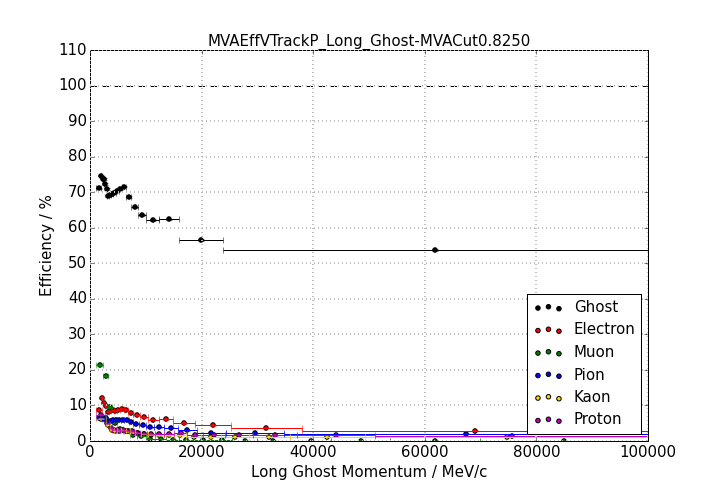 MVAEffVTrackP_Long_Ghost-MVACut0.8250
110
100
90
80
70
60
50
40
30
20
10
0
Efficiency / %
Ghost
Electron
Muon
Pion
Kaon
Proton
0 20000 40000 60000 80000 100000
Long Ghost Momentum / MeV/c